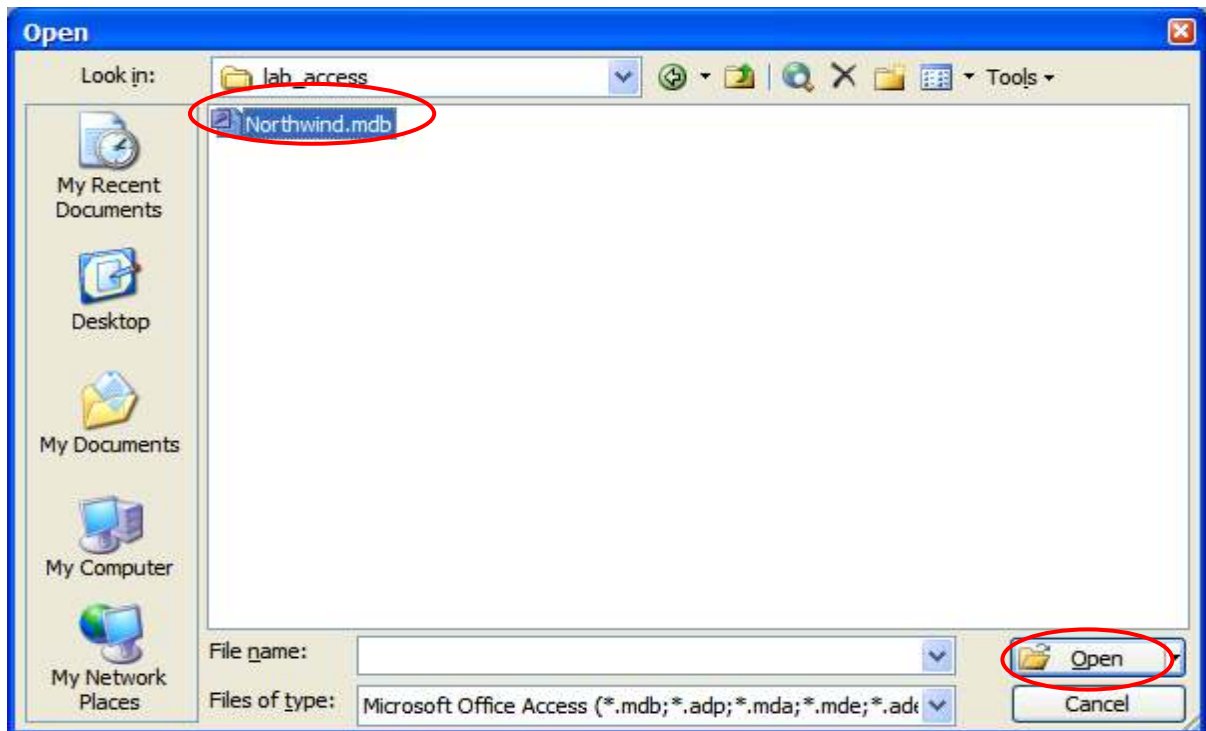 Open
Look in:
lab_access
Tools
Northwind.mdb
My Recent
Documents
Desktop
My Documents
My Computer
My Network
Places
File name:
Open
Files of type:
Microsoft Office Access (*.mdb;*.adp;*.mda;*.mde;*.ade
Cancel